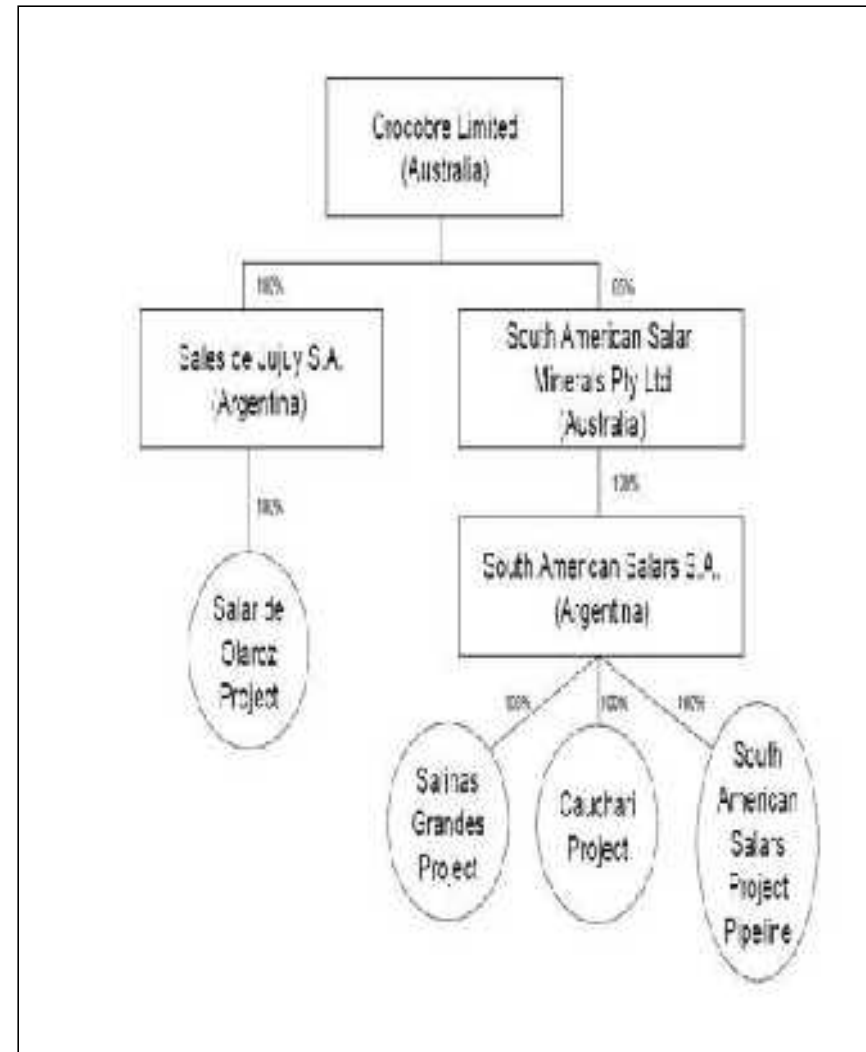 Orocobre Limited
(Australia)
100%
85%
Sales de Jujuy S.A.
(Argentina)
South American Salar
Minerals Pty Ltd
(Australia)
100%
100%
South American Salars S.A.
(Argentina)
Salar de
Olaroz
Project
100%
100%
100%
Salinas
Grandes
Project
Cauchari
Project
South
American
Salars
Project
Pipeline